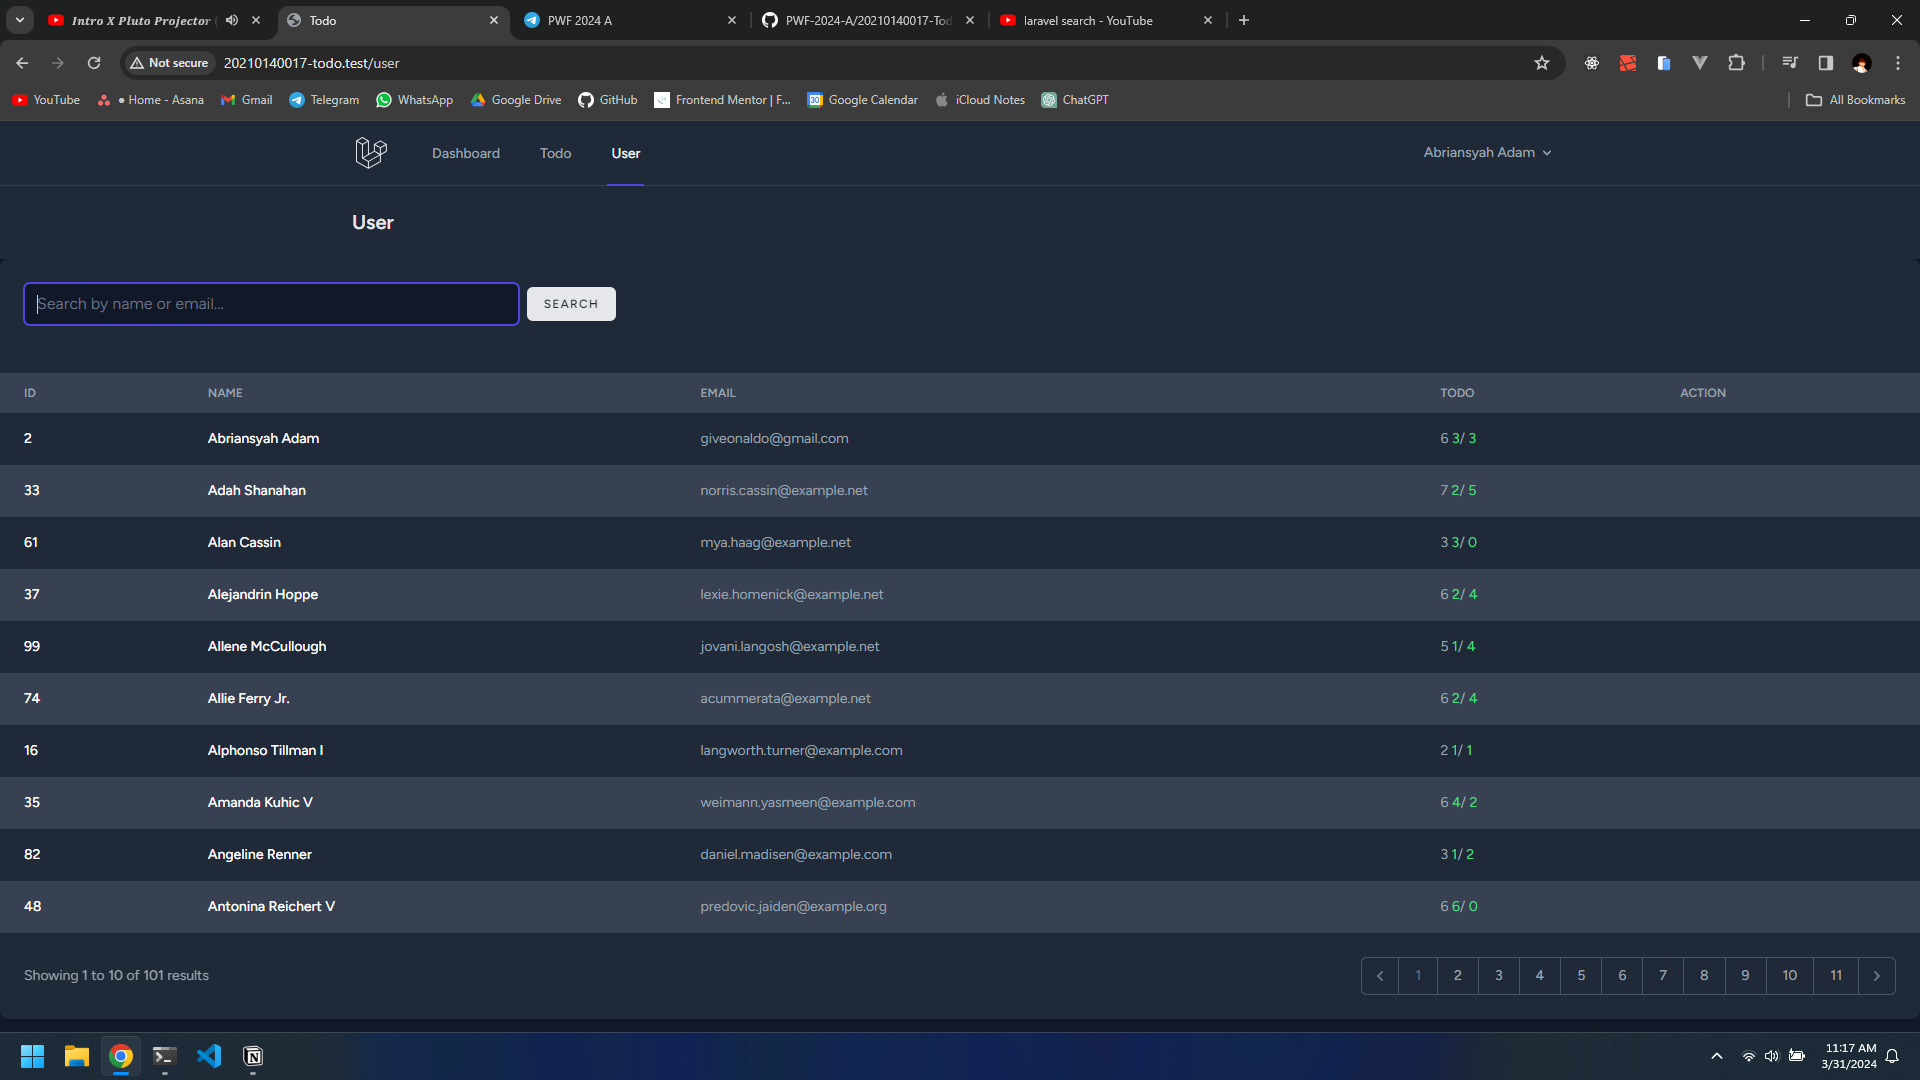 Intro X Pluto Projector (
Todo
PWF 2024 A
PWF-2024-A/20210140017-Tod
laravel search - YouTube
Not secure
20210140017-todo.test/user
YouTube
● Home - Asana
Gmail
Telegram
WhatsApp
Google Drive
GitHub
Frontend Mentor | F...
Google Calendar
iCloud Notes
ChatGPT
All Bookmarks
Dashboard
Todo
User
Abriansyah Adam
User
Search by name or email...
SEARCH
ID NAME EMAIL TODO ACTION
2 Abriansyah Adam giveonaldo@gmail.com 6 3/ 3
33 Adah Shanahan norris.cassin@example.net 7 2/ 5
61 Alan Cassin mya.haag@example.net 3 3/ 0
37 Alejandrin Hoppe lexie.homenick@example.net 6 2/ 4
99 Allene McCullough jovani.langosh@example.net 5 1/ 4
74 Allie Ferry Jr. acummerata@example.net 6 2/ 4
16 Alphonso Tillman I langworth.turner@example.com 2 1/ 1
35 Amanda Kuhic V weimann.yasmeen@example.com 6 4/ 2
82 Angeline Renner daniel.madisen@example.com 3 1/ 2
48 Antonina Reichert V predovic.jaiden@example.org 6 6/ 0
Showing 1 to 10 of 101 results
1 2 3 4 5 6 7 8 9 10 11
11:17 AM
3/31/2024